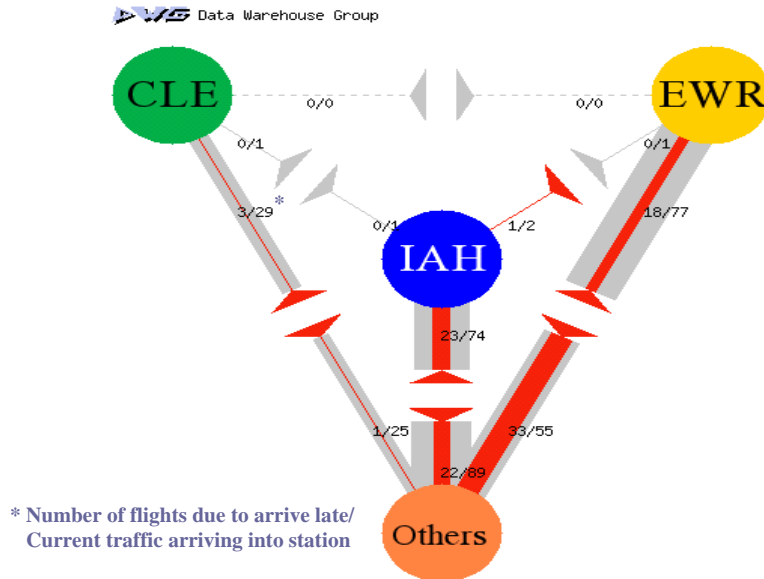 DWG Data Warehouse Group
CLE
EWR
0/0
0/0
0/1
0/1
3/29
*
0/1
1/2
18/77
IAH
23/74
1/25
33/55
22/89
* Number of flights due to arrive late/
Current traffic arriving into station
Others